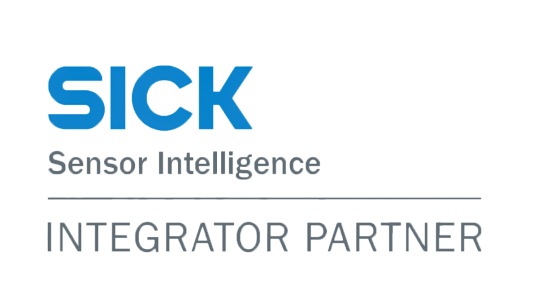 SICK
Sensor Intelligence
INTEGRATOR PARTNER